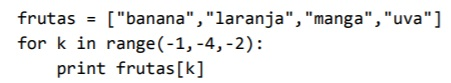 frutas = ["banana","laranja","manga","uva"]
for k in range(-1,-4,-2):
    print frutas[k]